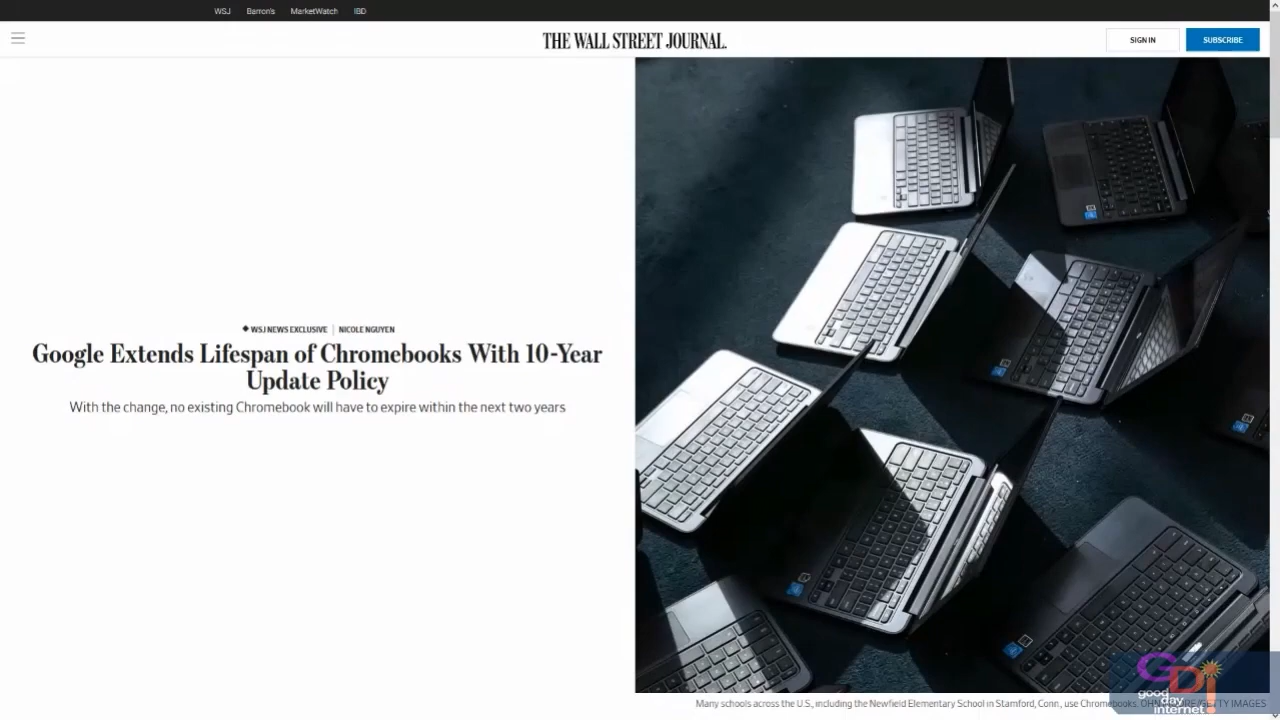 WSJ Barron's MarketWatch IBD
THE WALL STREET JOURNAL.
SIGN IN
SUBSCRIBE
WSJ NEWS EXCLUSIVE | NICOLE NGUYEN
Google Extends Lifespan of Chromebooks With 10-Year
Update Policy
With the change, no existing Chromebook will have to expire within the next two years
GDI
good
day
internet
Many schools across the U.S., including the Newfield Elementary School in Stamford, Conn., use Chromebooks. IMAGES